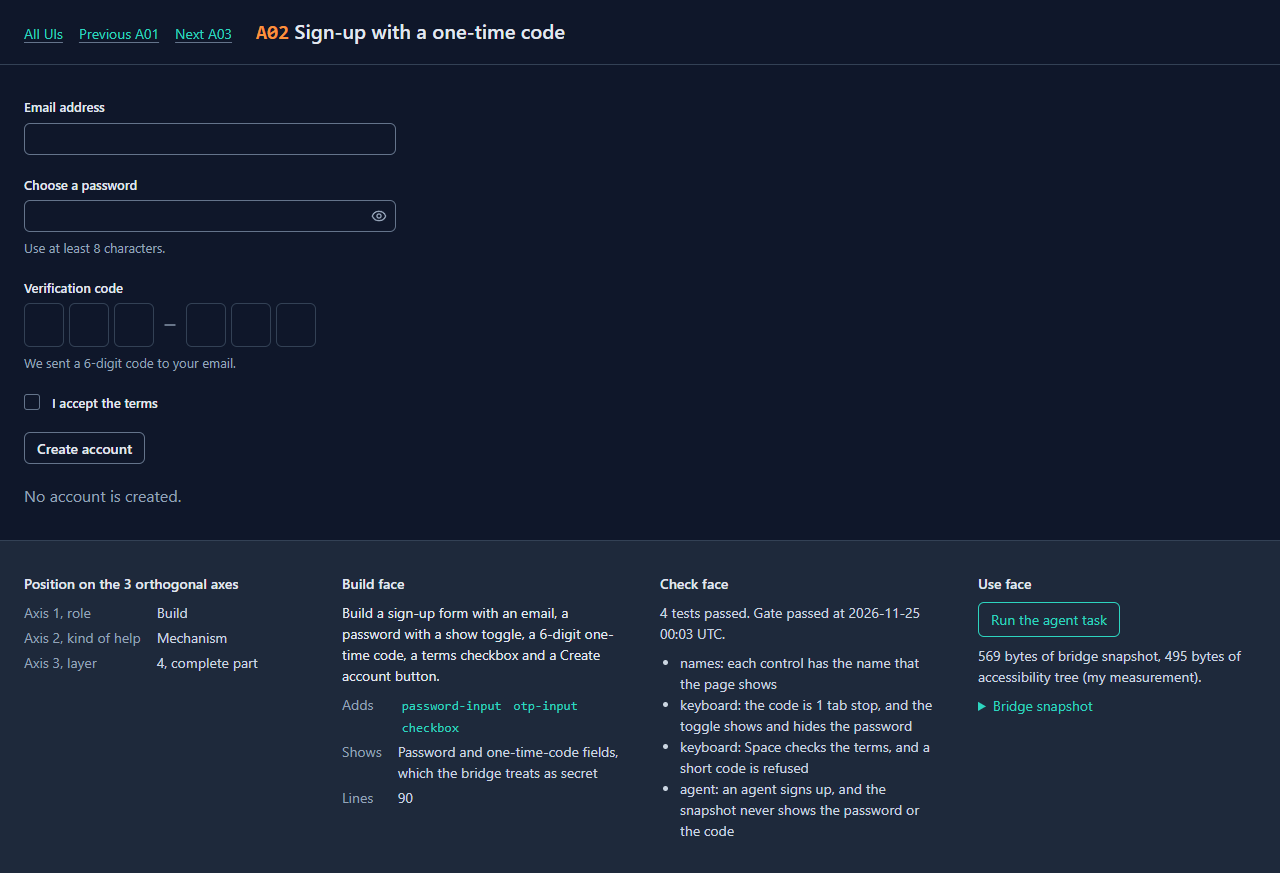 All UIs Previous A01 Next A03 A02 Sign-up with a one-time code
Email address
Choose a password
Use at least 8 characters.
Verification code
—
We sent a 6-digit code to your email.
I accept the terms
Create account
No account is created.
Position on the 3 orthogonal axes
Axis 1, role Build
Axis 2, kind of help Mechanism
Axis 3, layer 4, complete part
Build face
Build a sign-up form with an email, a
password with a show toggle, a 6-digit one-
time code, a terms checkbox and a Create
account button.
Adds password-input otp-input
checkbox
Shows Password and one-time-code fields,
which the bridge treats as secret
Lines 90
Check face
4 tests passed. Gate passed at 2026-11-25
00:03 UTC.
• names: each control has the name that
the page shows
• keyboard: the code is 1 tab stop, and the
toggle shows and hides the password
• keyboard: Space checks the terms, and a
short code is refused
• agent: an agent signs up, and the
snapshot never shows the password or
the code
Use face
Run the agent task
569 bytes of bridge snapshot, 495 bytes of
accessibility tree (my measurement).
▶ Bridge snapshot